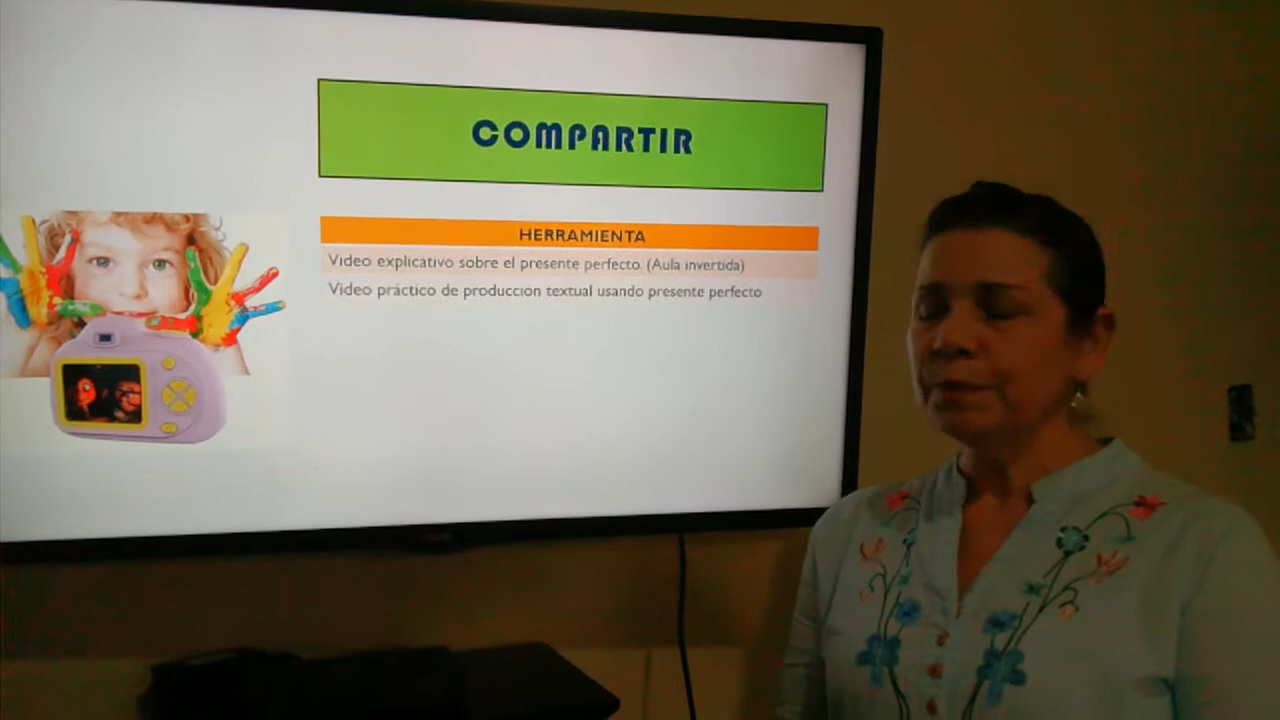 COMPARTIR
HERRAMIENTA
Video explicativo sobre el presente perfecto. (Aula invertida)
Video práctico de producción textual usando presente perfecto